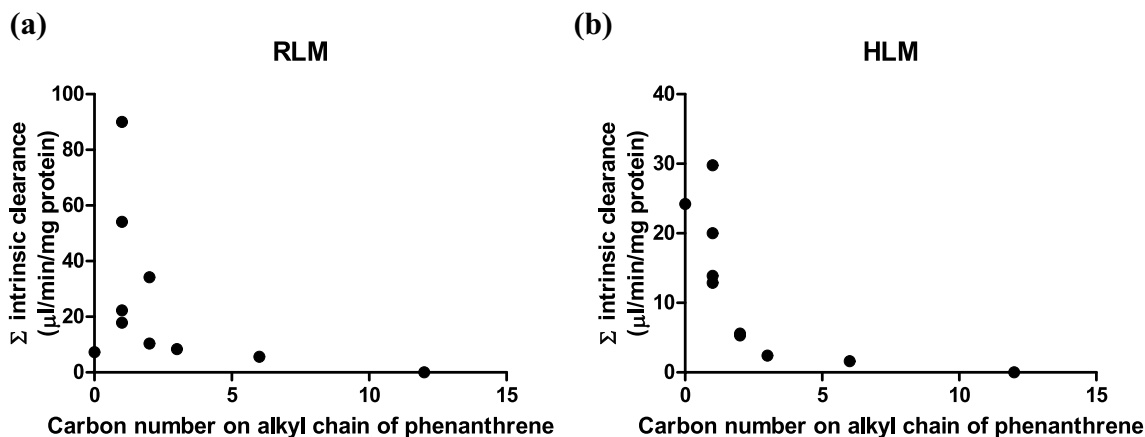 (a)
RLM
Σ intrinsic clearance
(μl/min/mg protein)
100
80
60
40
20
0
0
5
10
15
Carbon number on alkyl chain of phenanthrene
(b)
HLM
Σ intrinsic clearance
(μl/min/mg protein)
40
30
20
10
0
0
5
10
15
Carbon number on alkyl chain of phenanthrene